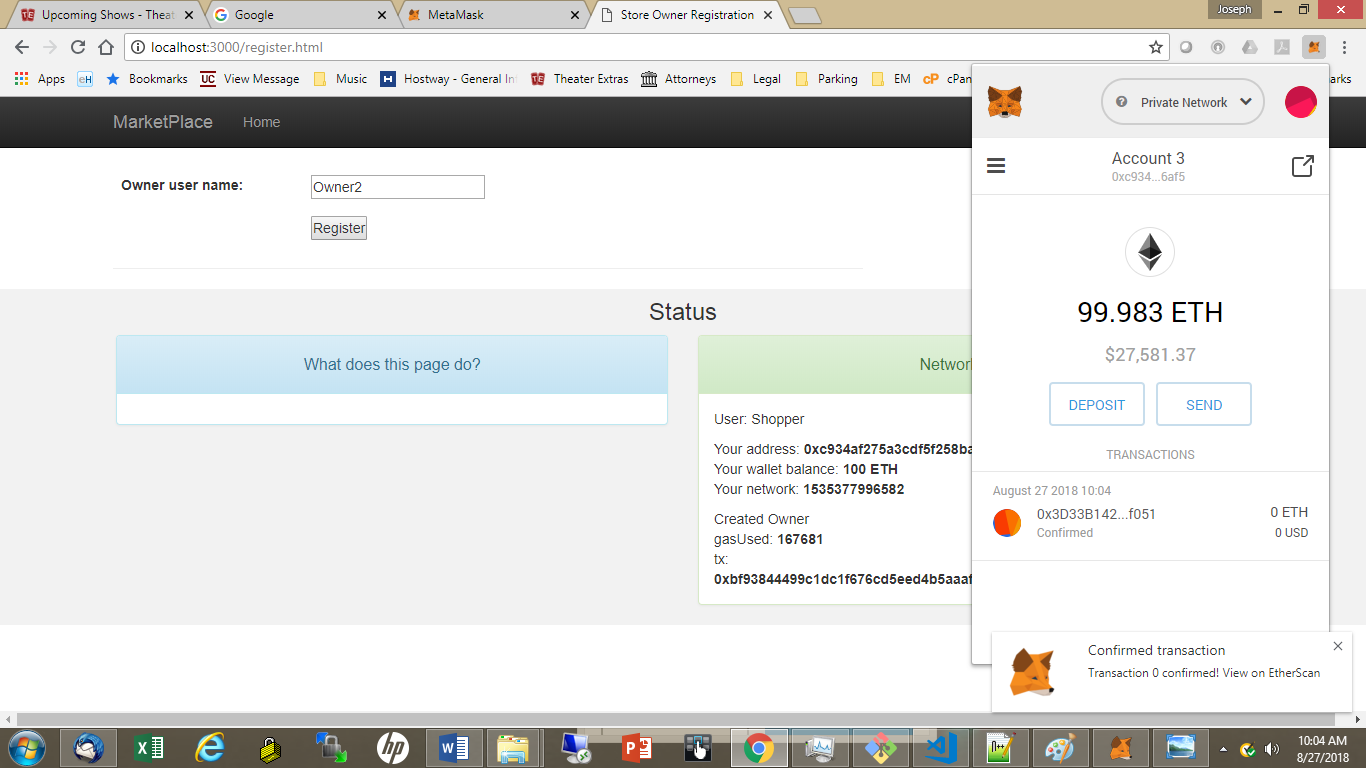 Upcoming Shows - Theat
Google
MetaMask
Store Owner Registration
Joseph
localhost:3000/register.html
Apps
eH
Bookmarks
UC View Message
Music
H Hostway - General In
TE Theater Extras
Attorneys
Legal
Parking
EM
cP cPan
arks
MarketPlace
Home
Private Network
Account 3
0xc934...6af5
Owner user name:
Owner2
Register
99.983 ETH
$27,581.37
DEPOSIT
SEND
TRANSACTIONS
August 27 2018 10:04
0x3D33B142...f051
0 ETH
Confirmed
0 USD
Status
What does this page do?
Network
User: Shopper
Your address: 0xc934af275a3cdf5f258ba
Your wallet balance: 100 ETH
Your network: 1535377996582
Created Owner
gasUsed: 167681
tx:
0xbf93844499c1dc1f676cd5eed4b5aaaf
Confirmed transaction
Transaction 0 confirmed! View on EtherScan
10:04 AM
8/27/2018